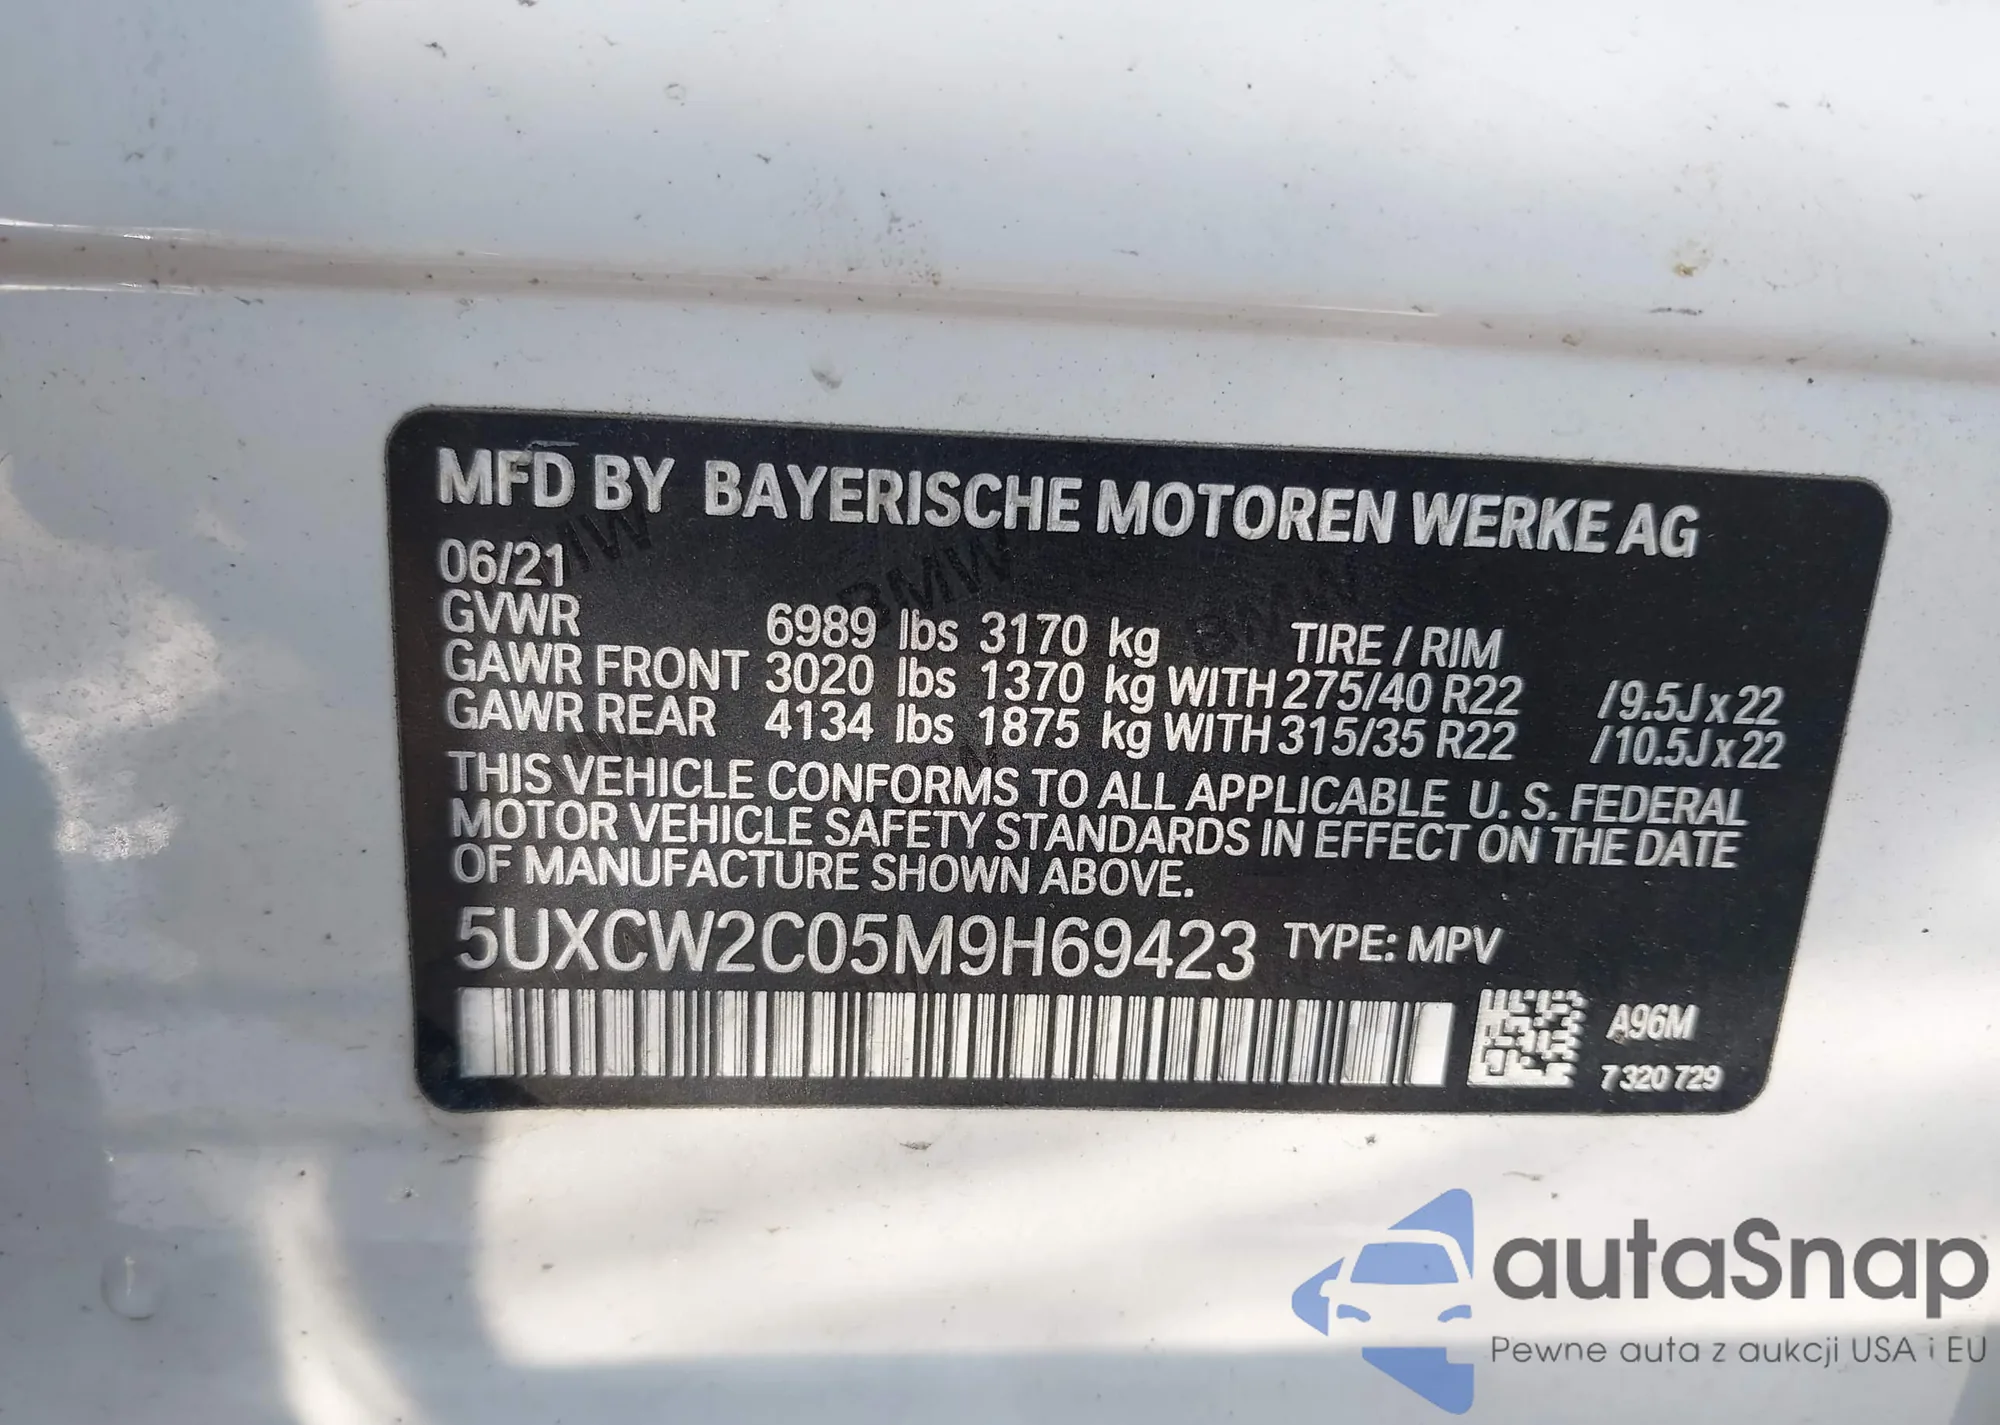 MFD BY BAYERISCHE MOTOREN WERKE AG
06/21
GVWR 6989 lbs 3170 kg TIRE / RIM
GAWR FRONT 3020 lbs 1370 kg WITH 275/40 R22 /9.5J x 22
GAWR REAR 4134 lbs 1875 kg WITH 315/35 R22 /10.5J x 22
THIS VEHICLE CONFORMS TO ALL APPLICABLE U. S. FEDERAL
MOTOR VEHICLE SAFETY STANDARDS IN EFFECT ON THE DATE
OF MANUFACTURE SHOWN ABOVE.
5UXCW2C05M9H69423 TYPE: MPV
A96M
7 320 729
autaSnap
Pewne auta z aukcji USA i EU